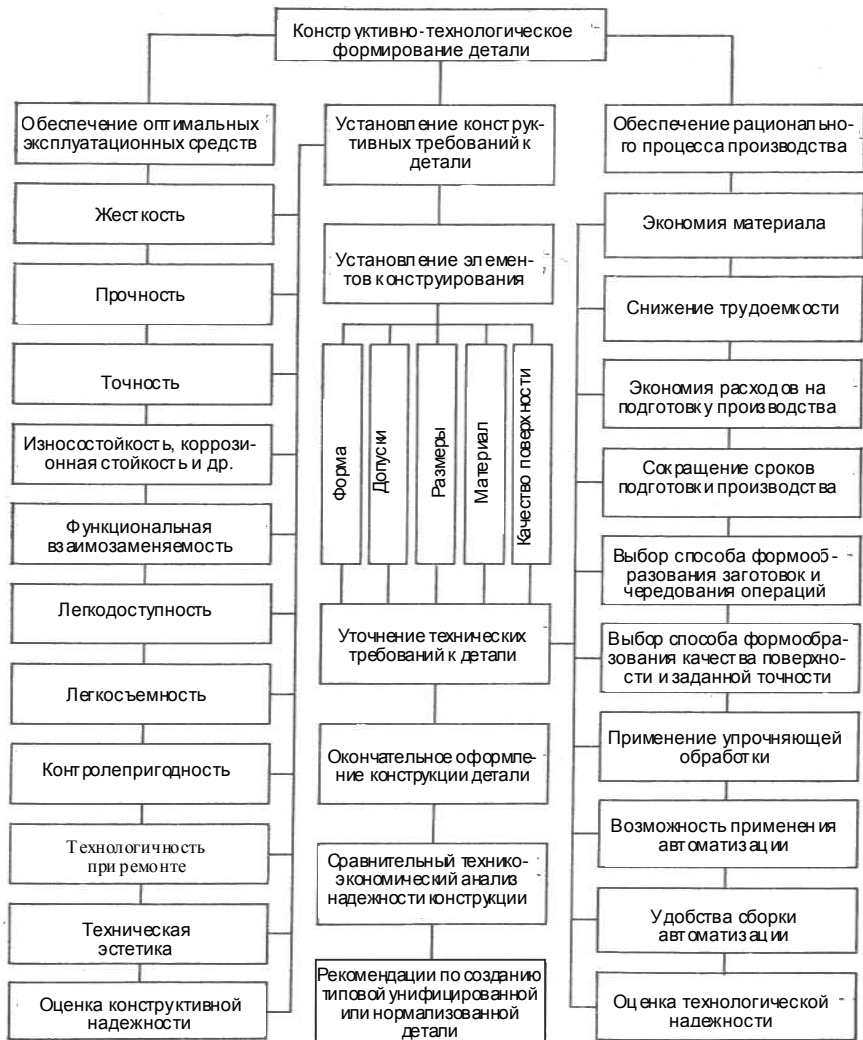 Конструктивно-технологическое
формирование детали
Обеспечение оптимальных
эксплуатационных средств
Жесткость
Прочность
Точность
Износостойкость, коррози-
онная стойкость и др.
Функциональная
взаимозаменяемость
Легкодоступность
Легкосъемность
Контролепригодность
Технологичность
при ремонте
Техническая
эстетика
Оценка конструктивной
надежности
Установление конструк-
тивных требований к
детали
Установление элемен-
тов конструирования
Форма
Допуски
Размеры
Материал
Качество поверхности
Уточнение технических
требований к детали
Окончательное оформле-
ние конструкции детали
Сравнительный технико-
экономический анализ
надежности конструкции
Рекомендации по созданию
типовой унифицированной
или нормализованной
детали
Обеспечение рациональ-
ного процесса производства
Экономия материала
Снижение трудоемкости
Экономия расходов на
подготовку производства
Сокращение сроков
подготовки производства
Выбор способа формооб-
разования заготовок и
чередования операций
Выбор способа формообра-
зования качества поверхно-
сти и заданной точности
Применение упрочняющей
обработки
Возможность применения
автоматизации
Удобства сборки
автоматизации
Оценка технологической
надежности